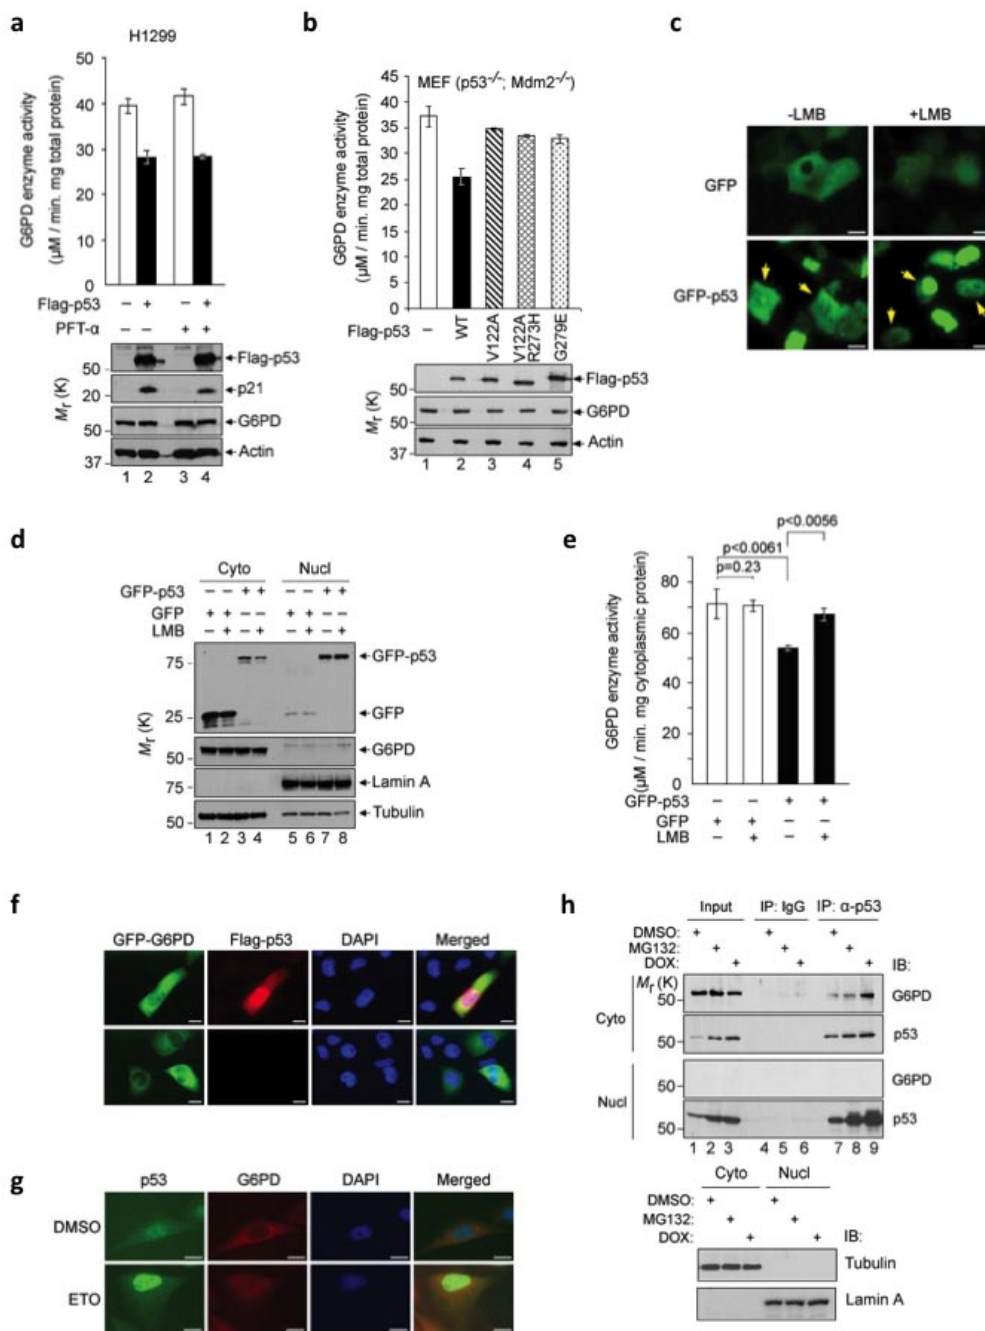 a
H1299
G6PD enzyme activity
(µM / min. mg total protein)
50
40
30
20
10
0
Flag-p53 – + – +
PFT-α – – + +
Mr (K)
50
Flag-p53
20
p21
50
G6PD
37
Actin
1 2 3 4
b
MEF (p53-/-; Mdm2-/-)
G6PD enzyme activity
(µM / min. mg total protein)
45
40
35
30
25
20
15
10
5
0
Flag-p53 – WT V122A V122A R273H G279E
Mr (K)
50
Flag-p53
50
G6PD
37
Actin
1 2 3 4 5
c
-LMB +LMB
GFP
GFP-p53
d
Cyto Nucl
GFP-p53 – – + + – – + +
GFP + + – – + + – –
LMB – + – + – + – +
Mr (K)
75
GFP-p53
25
GFP
50
G6PD
75
Lamin A
50
Tubulin
1 2 3 4 5 6 7 8
e
p<0.0056
p<0.0061
p=0.23
G6PD enzyme activity
(µM / min. mg cytoplasmic protein)
80
60
40
20
0
GFP-p53 – – + +
GFP + + – –
LMB – + – +
f
GFP-G6PD Flag-p53 DAPI Merged
g
p53 G6PD DAPI Merged
DMSO
ETO
h
Input IP: IgG IP: α-p53
DMSO: + + +
MG132: + + +
DOX: + + + IB:
Mr (K)
Cyto
50
G6PD
50
p53
Nucl
G6PD
50
p53
1 2 3 4 5 6 7 8 9
Cyto Nucl
DMSO: + +
MG132: + +
DOX: + + IB:
Tubulin
Lamin A